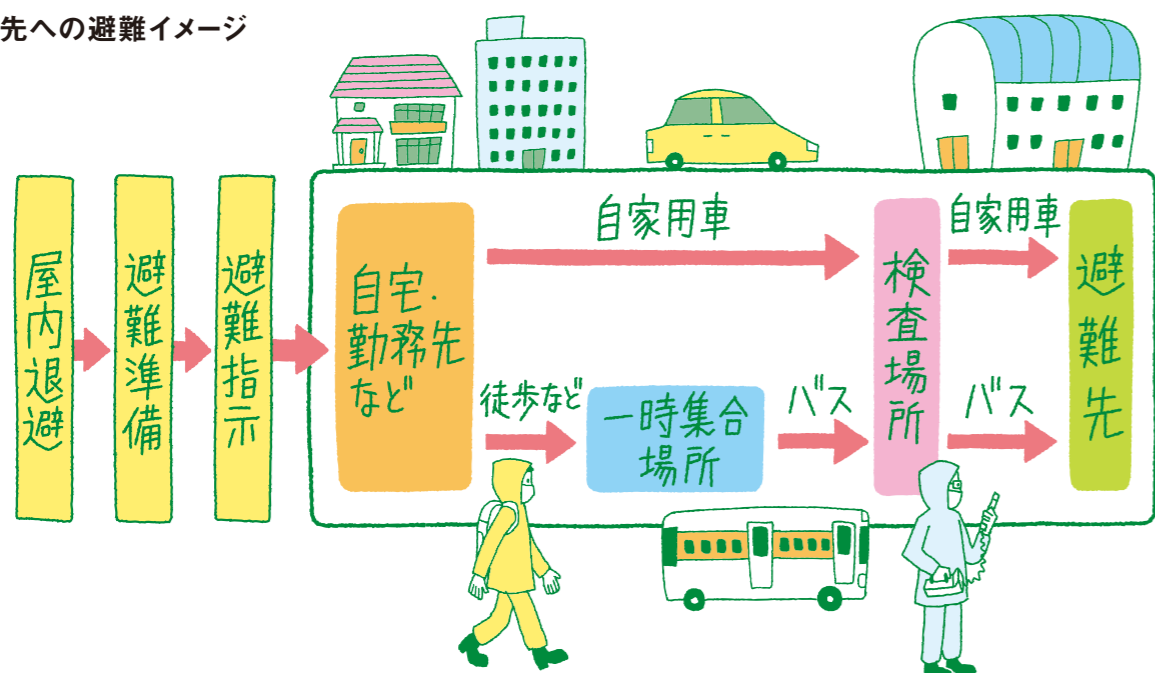 先への避難イメージ
屋内退避
避難準備
避難指示
自宅・
勤務先
など
自家用車
徒歩など
一時集合
場所
バス
検査場所
自家用車
バス
避難先